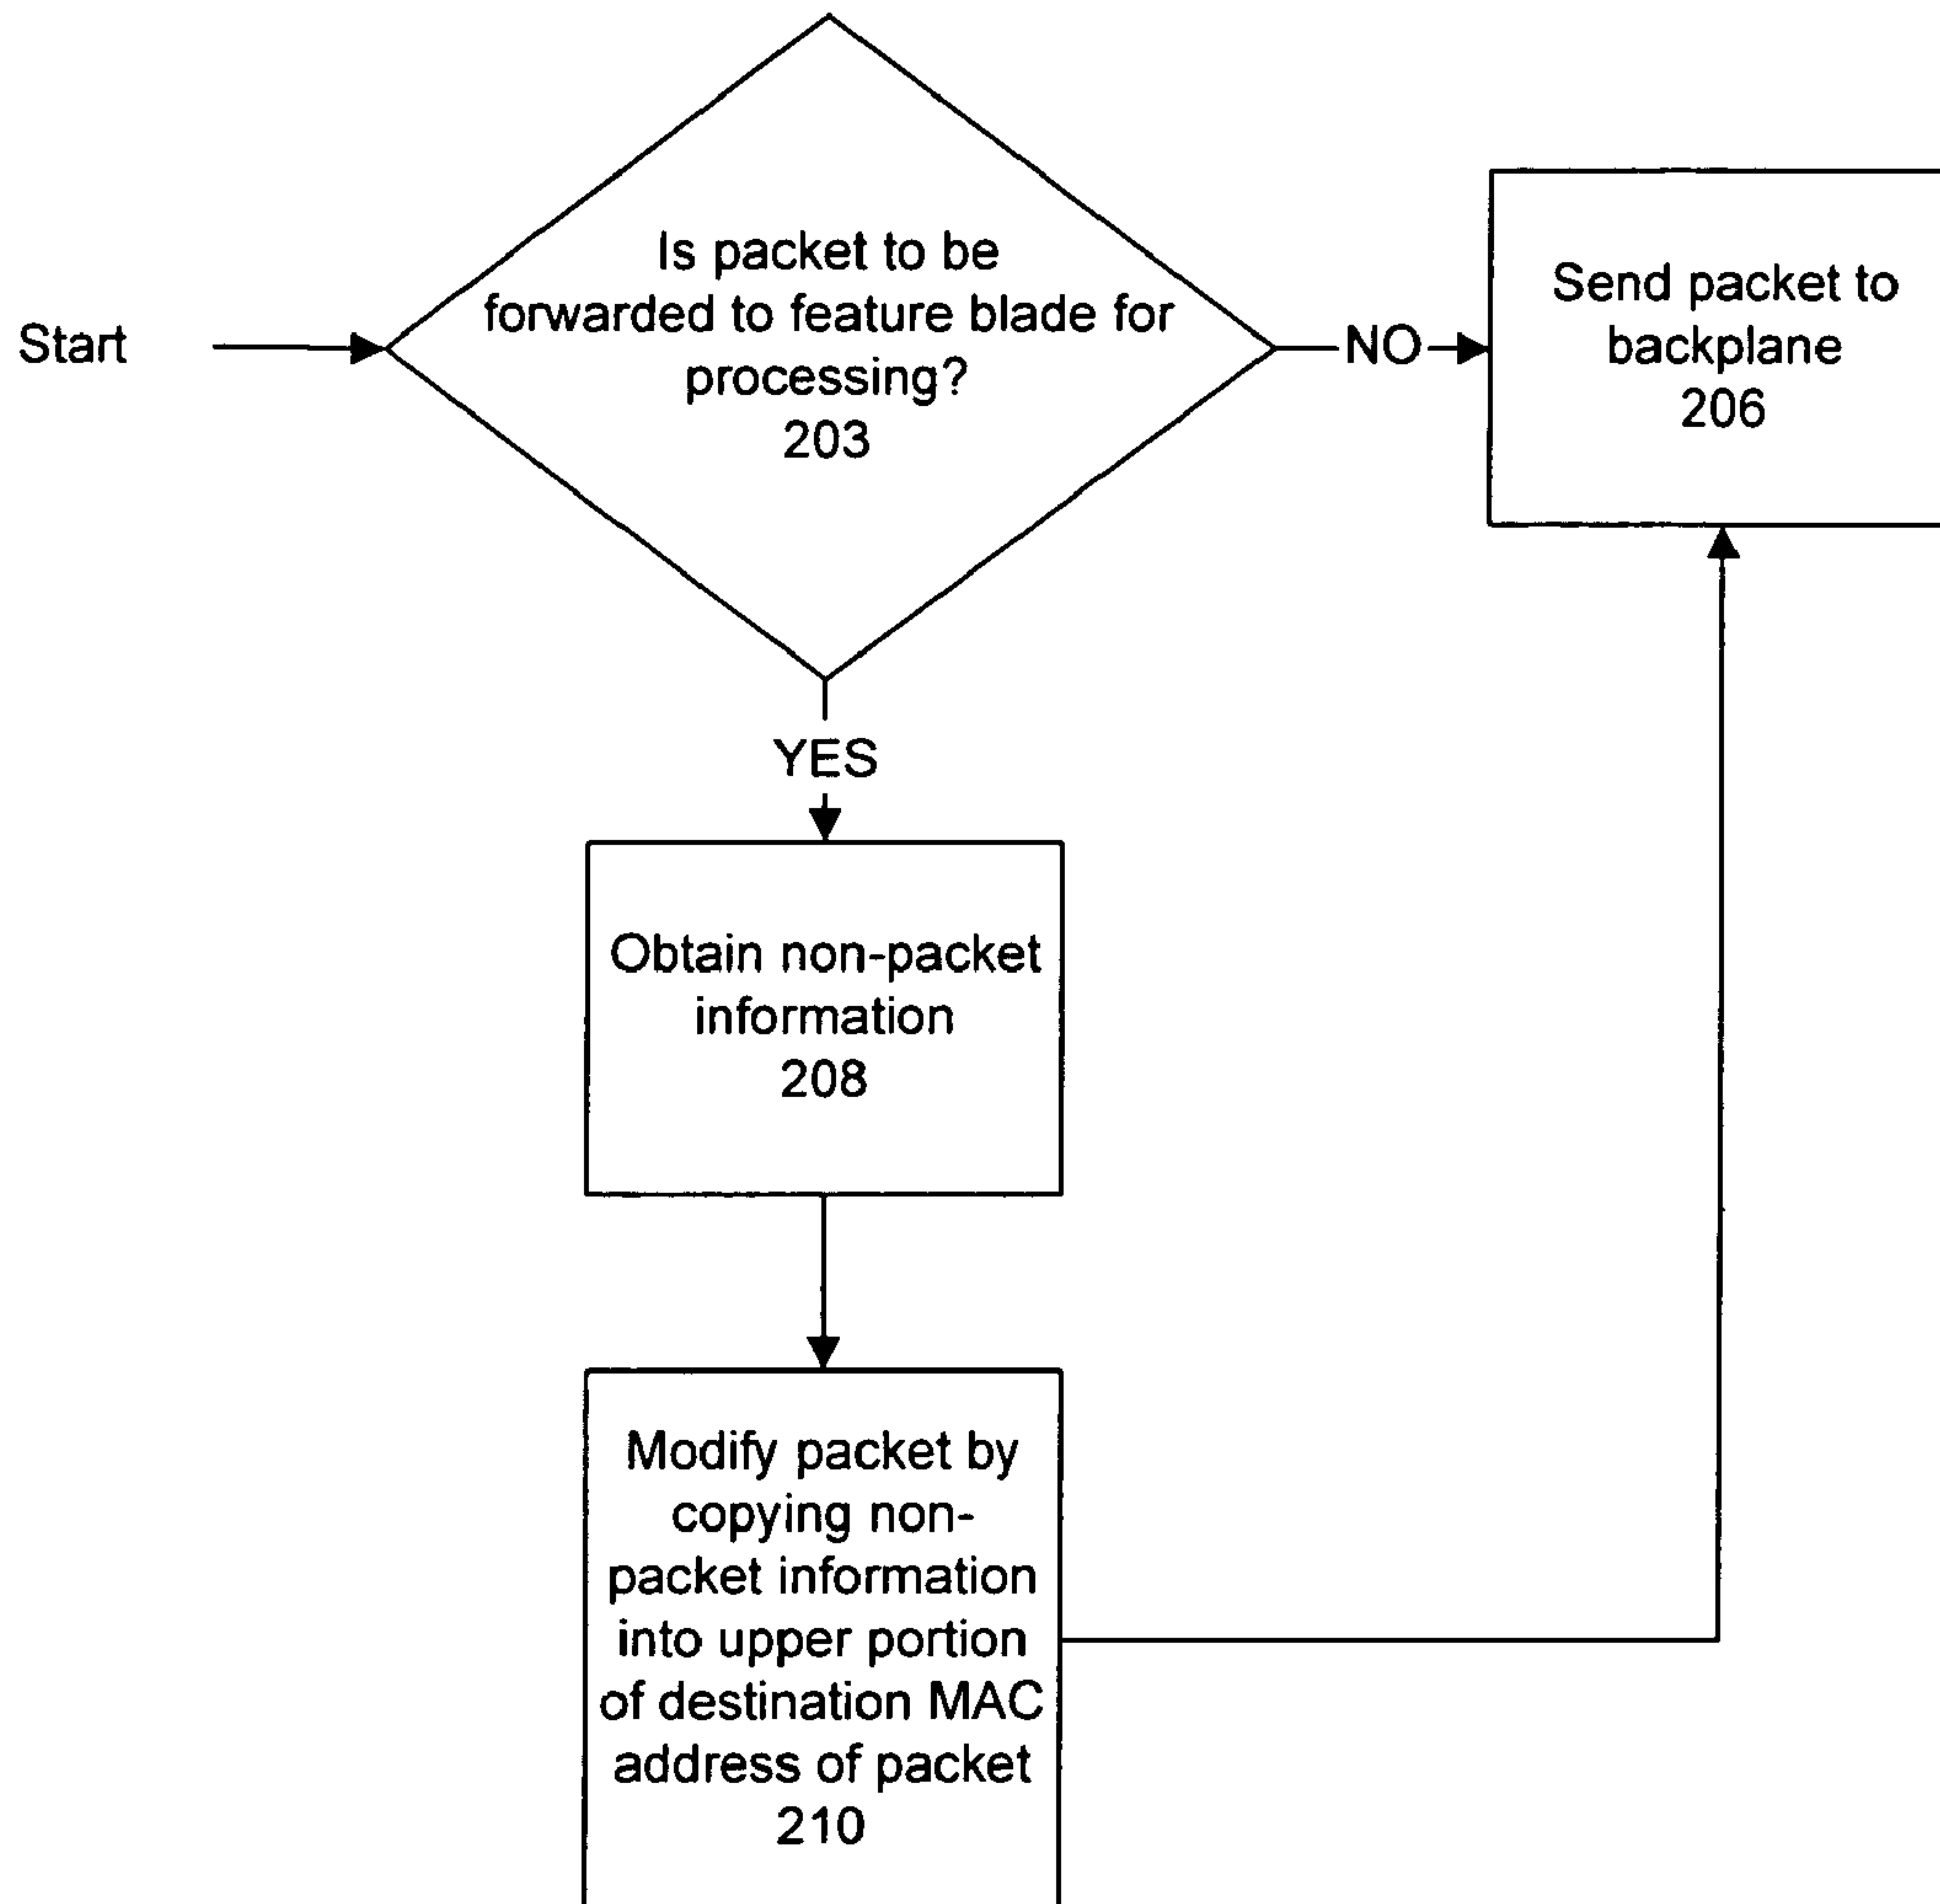 Start
Is packet to be
forwarded to feature blade for
processing?
203
NO
Send packet to
backplane
206
YES
Obtain non-packet
information
208
Modify packet by
copying non-
packet information
into upper portion
of destination MAC
address of packet
210